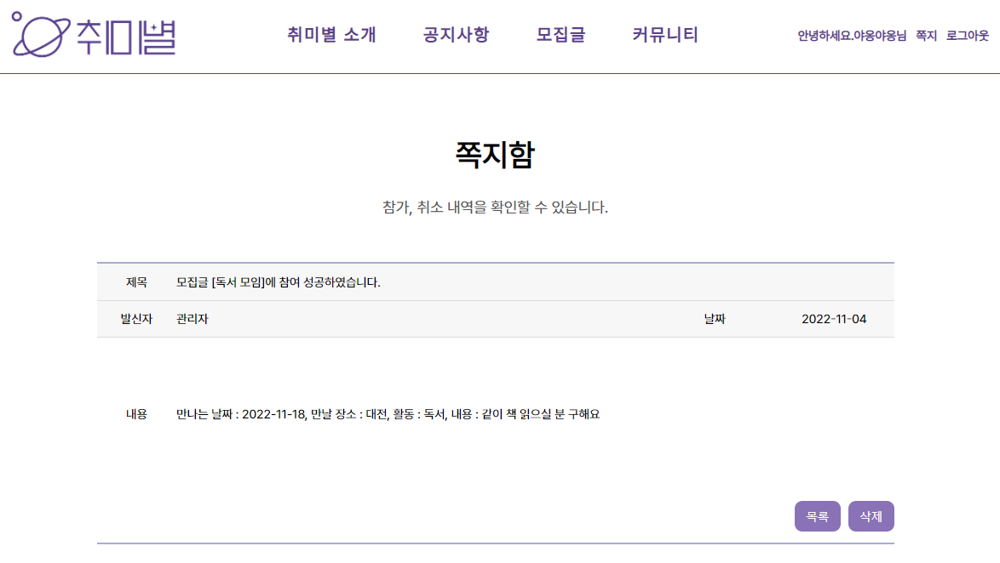 취미별
취미별 소개 공지사항 모집글 커뮤니티 안녕하세요.야옹야옹님 쪽지 로그아웃
쪽지함
참가, 취소 내역을 확인할 수 있습니다.
제목 모집글 [독서 모임]에 참여 성공하였습니다.
발신자 관리자 날짜 2022-11-04
내용 만나는 날짜 : 2022-11-18, 만날 장소 : 대전, 활동 : 독서, 내용 : 같이 책 읽으실 분 구해요
목록 삭제